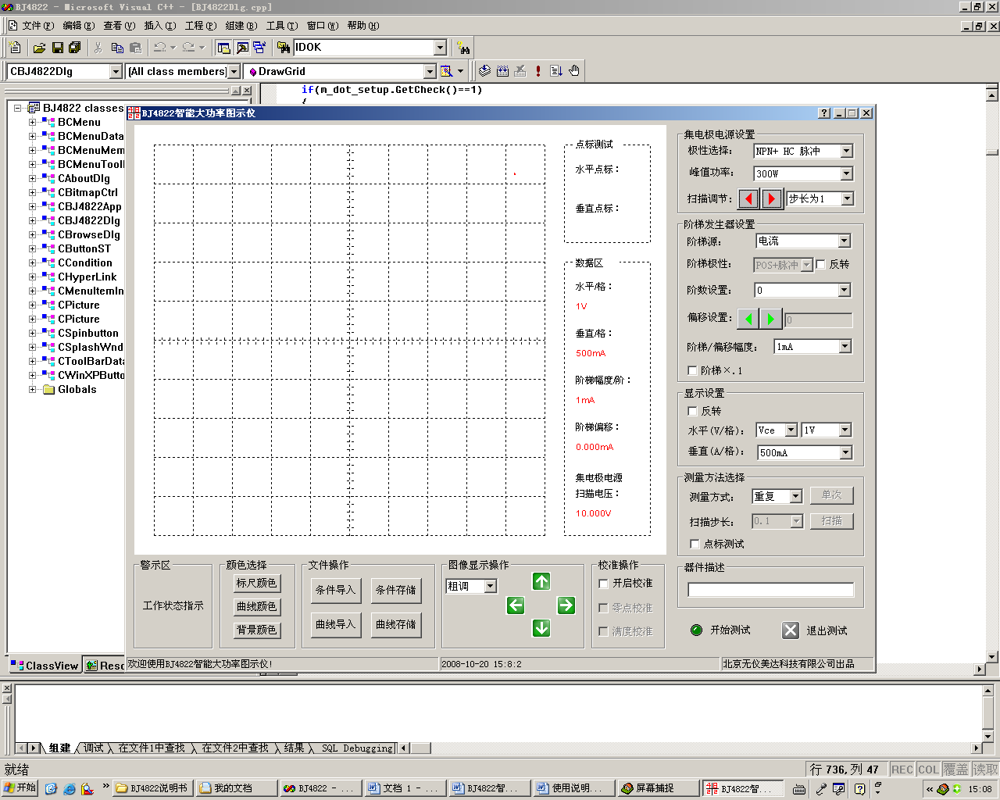 BJ4822 - Microsoft Visual C++ - [BJ4822Dlg.cpp]
文件(F) 编辑(E) 查看(V) 插入(I) 工程(P) 组建(B) 工具(T) 窗口(W) 帮助(H)
IDOK
CBJ4822Dlg [All class members] DrawGrid
if(m_dot_setup.GetCheck()==1)
{
BJ4822 classes
BCMenu
BCMenuData
BCMenuMem
BCMenuTool
CAboutDlg
CBitmapCtrl
CBJ4822App
CBJ4822Dlg
CBrowseDlg
CButtonST
CCondition
CHyperLink
CMenuItemIn
CPicture
CPicture
CSpinbutton
CSplashWnd
CToolBarData
CWinXPButto
Globals
ClassView Reso
BJ4822智能大功率图示仪
点标测试
水平点标：
垂直点标：
数据区
水平/格：
1V
垂直/格：
500mA
阶梯幅度/阶：
1mA
阶梯偏移：
0.000mA
集电极电源
扫描电压：
10.000V
集电极电源设置
极性选择： NPN+ HC 脉冲
峰值功率： 300W
扫描调节： 步长为1
阶梯发生器设置
阶梯源： 电流
阶梯极性： POS+脉冲 反转
阶数设置： 0
偏移设置： 0
阶梯/偏移幅度： 1mA
阶梯×.1
显示设置
反转
水平(V/格)： Vce 1V
垂直(A/格)： 500mA
测量方法选择
测量方式： 重复 单次
扫描步长： 0.1 扫描
点标测试
器件描述
开始测试 退出测试
警示区
工作状态指示
颜色选择
标尺颜色
曲线颜色
背景颜色
文件操作
条件导入 条件存储
曲线导入 曲线存储
图像显示操作
粗调
校准操作
开启校准
零点校准
满度校准
欢迎使用BJ4822智能大功率图示仪! 2008-10-20 15:8:2 北京无仪美达科技有限公司出品
组建 调试 在文件1中查找 在文件2中查找 结果 SQL Debugging
就绪 行 736, 列 47 REC COL 覆盖 读取
开始 BJ4822说明书 我的文档 BJ4822 - ... 文档 1 - ... BJ4822智... 使用说明... 屏幕捕捉 BJ4822智... 15:08